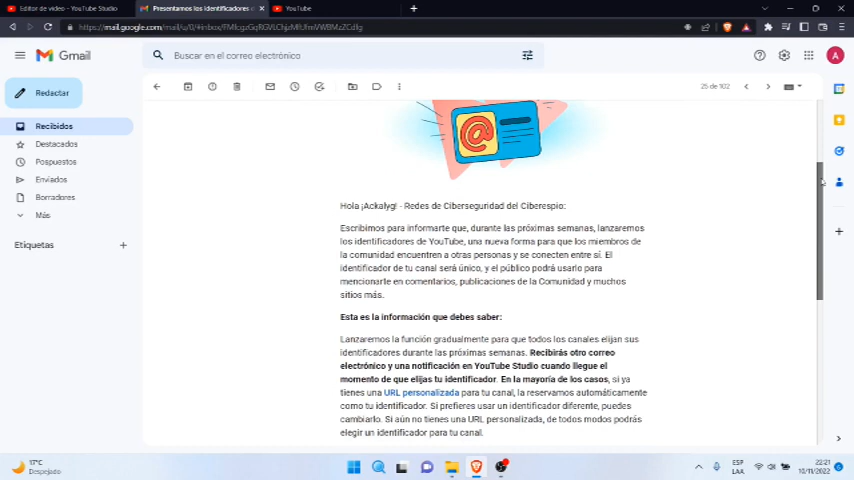 Editor de video - YouTube Studio
Presentamos los identificadores d
YouTube
https://mail.google.com/mail/u/0/#inbox/
Gmail
Buscar en el correo electrónico
A
Redactar
25 de 102
Recibidos
Destacados
Pospuestos
Enviados
Borradores
Más
Etiquetas
Hola ¡Ackalyg! - Redes de Ciberseguridad del Ciberespio:
Escribimos para informarte que, durante las próximas semanas, lanzaremos
los identificadores de YouTube, una nueva forma para que los miembros de
la comunidad encuentren a otras personas y se conecten entre sí. El
identificador de tu canal será único, y el público podrá usarlo para
mencionarte en comentarios, publicaciones de la Comunidad y muchos
sitios más.
Esta es la información que debes saber:
Lanzaremos la función gradualmente para que todos los canales elijan sus
identificadores durante las próximas semanas. Recibirás otro correo
electrónico y una notificación en YouTube Studio cuando llegue el
momento de que elijas tu identificador. En la mayoría de los casos, si ya
tienes una URL personalizada para tu canal, la reservamos automáticamente
como tu identificador. Si prefieres usar un identificador diferente, puedes
cambiarlo. Si aún no tienes una URL personalizada, de todos modos podrás
elegir un identificador para tu canal.
17°C
Despejado
ESP
LAA
22:21
10/11/2022